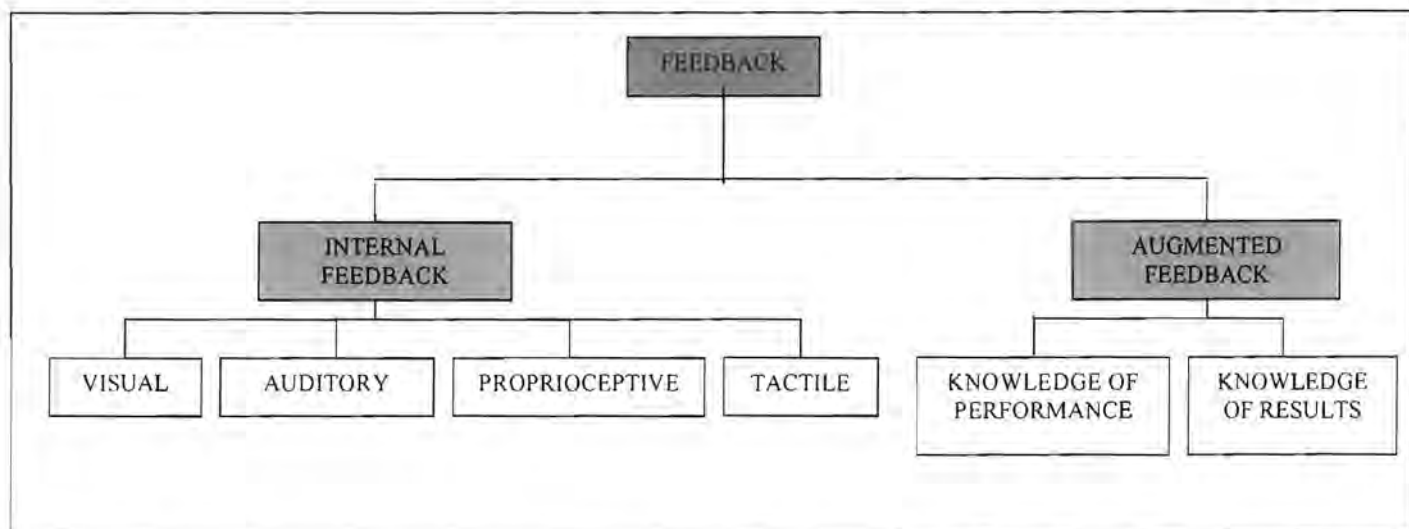 FEEDBACK
INTERNAL
FEEDBACK
AUGMENTED
FEEDBACK
VISUAL
AUDITORY
PROPRIOCEPTIVE
TACTILE
KNOWLEDGE OF
PERFORMANCE
KNOWLEDGE
OF RESULTS